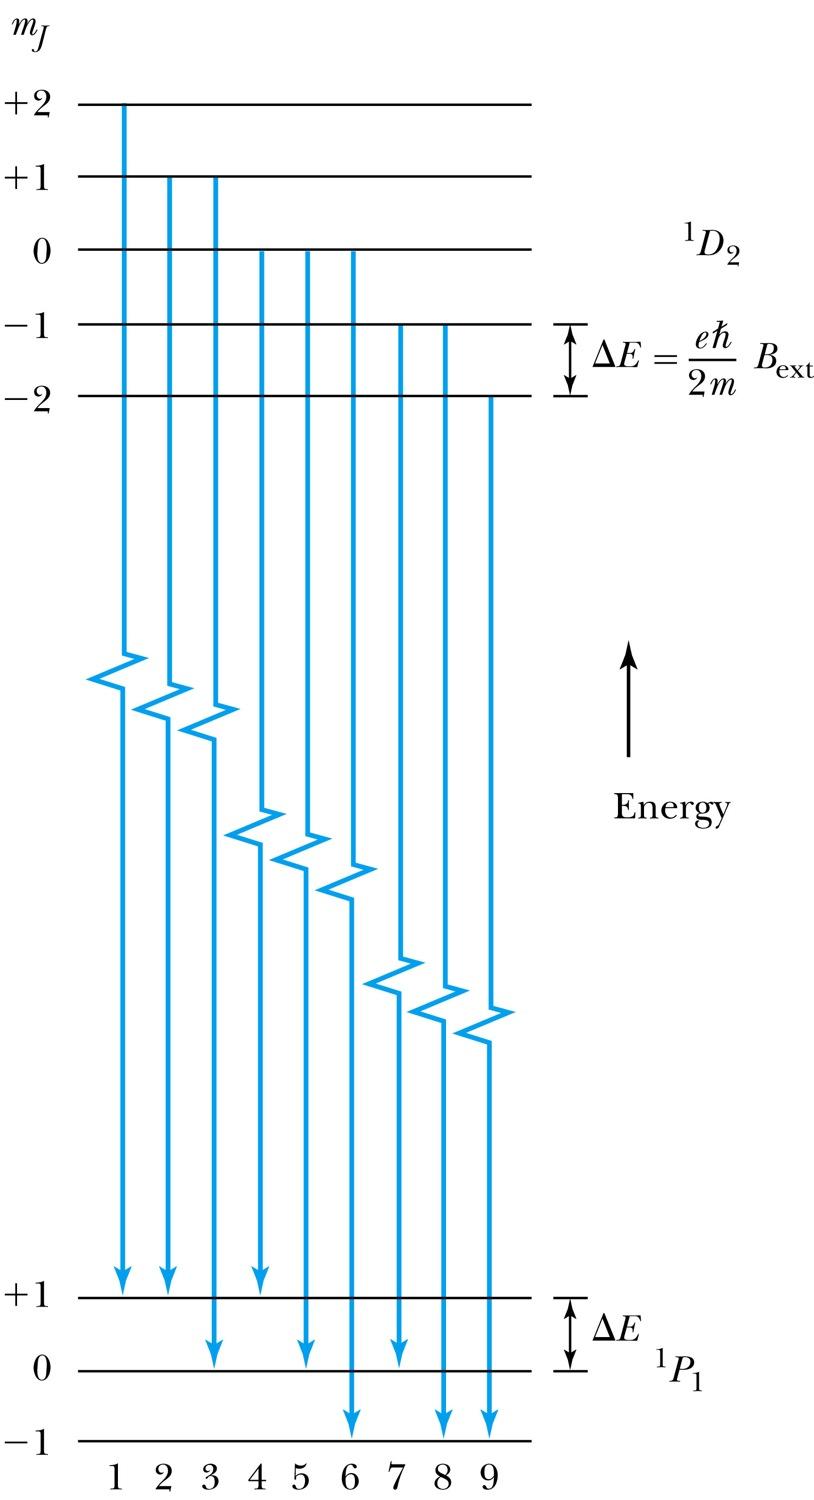 m_J
+2
+1
0
−1
−2
¹D₂
ΔE = eℏ/2m B_ext
Energy
+1
0
−1
ΔE
¹P₁
1 2 3 4 5 6 7 8 9